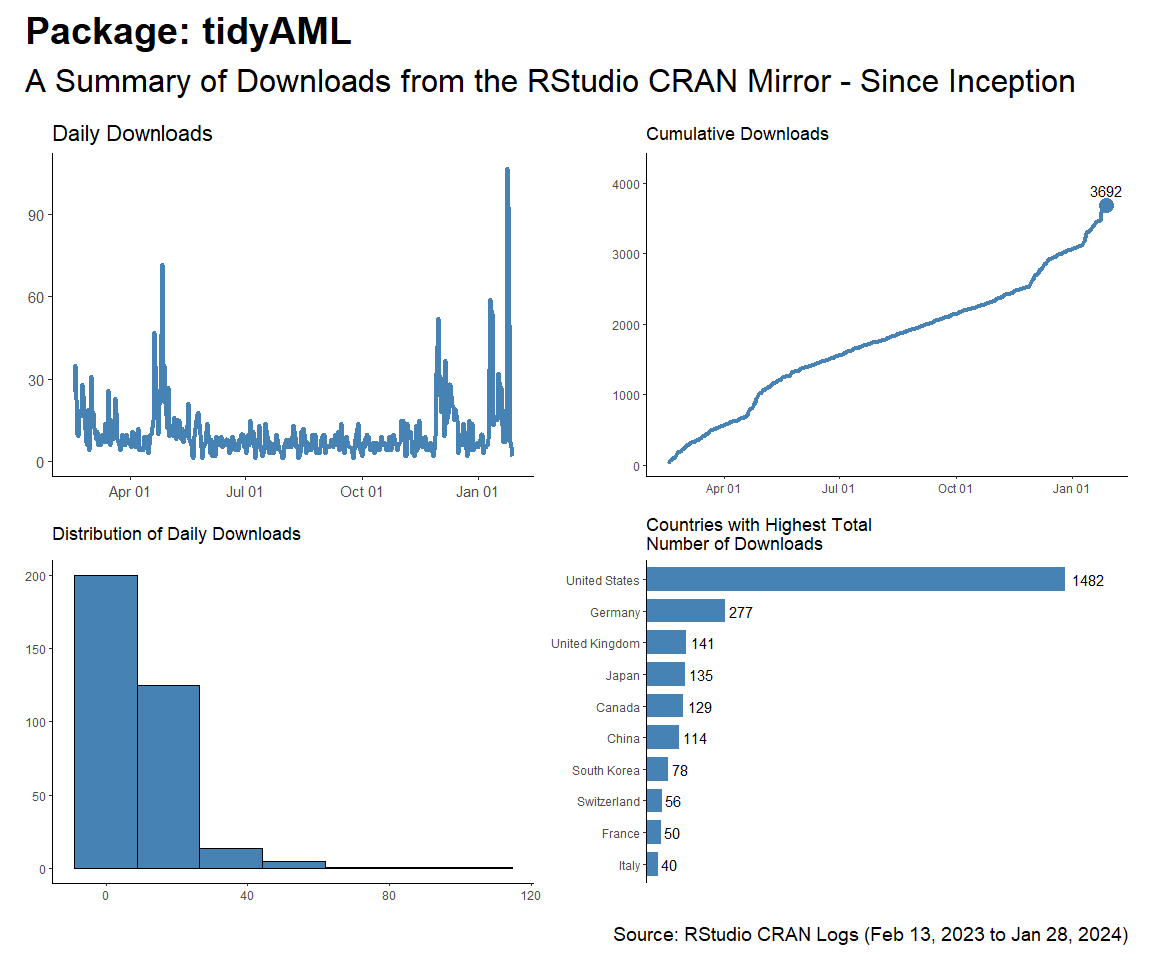 Package: tidyAML
A Summary of Downloads from the RStudio CRAN Mirror - Since Inception
Daily Downloads
90
60
30
0
Apr 01 Jul 01 Oct 01 Jan 01
Cumulative Downloads
3692
4000
3000
2000
1000
0
Apr 01 Jul 01 Oct 01 Jan 01
Distribution of Daily Downloads
200
150
100
50
0
0 40 80 120
Countries with Highest Total
Number of Downloads
United States 1482
Germany 277
United Kingdom 141
Japan 135
Canada 129
China 114
South Korea 78
Switzerland 56
France 50
Italy 40
Source: RStudio CRAN Logs (Feb 13, 2023 to Jan 28, 2024)